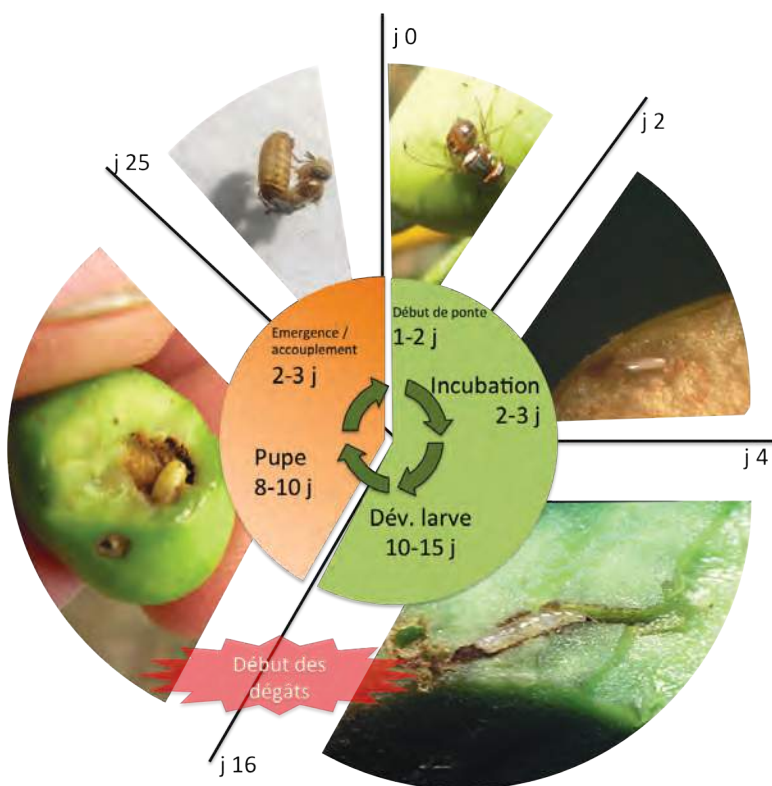 j 0
j 2
j 25
Début de ponte
1-2 j
Emergence /
accouplement
2-3 j
Incubation
2-3 j
j 4
Pupe
8-10 j
Dév. larve
10-15 j
Début des
dégâts
j 16